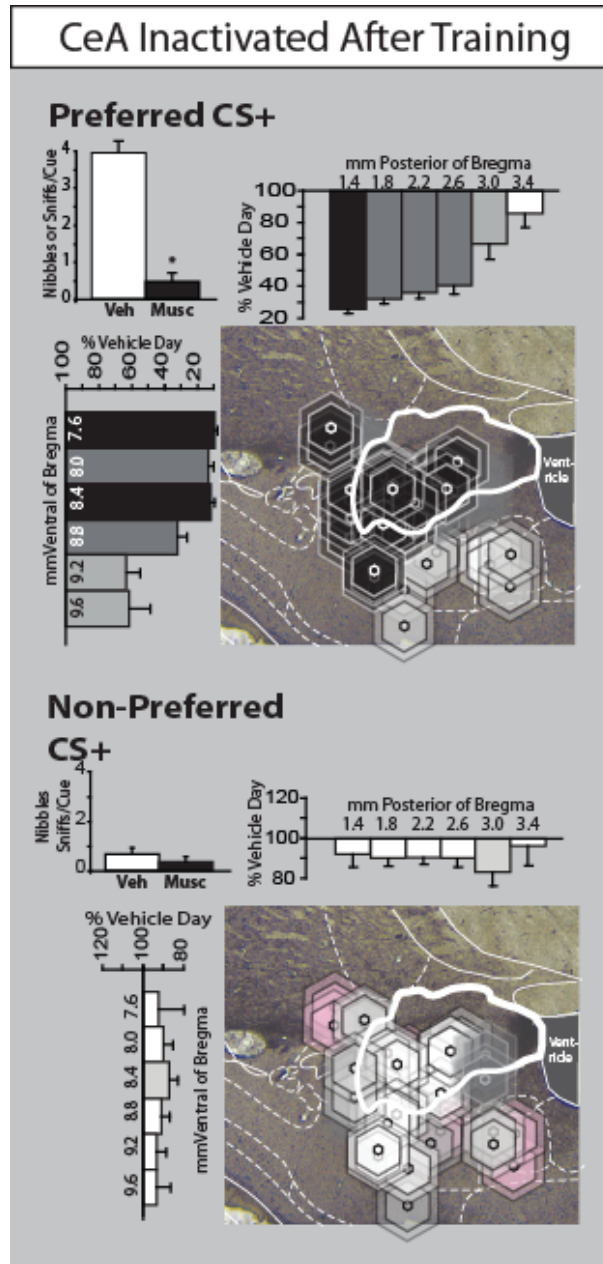 CeA Inactivated After Training
Preferred CS+
Nibbles or Sniffs/Cue
4
3
2
1
0
*
Veh Musc
mm Posterior of Bregma
1.4 1.8 2.2 2.6 3.0 3.4
% Vehicle Day
100
80
60
40
20
% Vehicle Day
100 80 60 40 20
mmVentral of Bregma
7.6
8.0
8.4
8.8
9.2
9.6
Vent-
ricle
Non-Preferred
CS+
Nibbles
Sniffs/Cue
4
2
0
Veh Musc
mm Posterior of Bregma
1.4 1.8 2.2 2.6 3.0 3.4
% Vehicle Day
120
100
80
% Vehicle Day
120 100 80
7.6
8.0
8.4
8.8
9.2
9.6
mmVentral of Bregma
Vent-
ricle